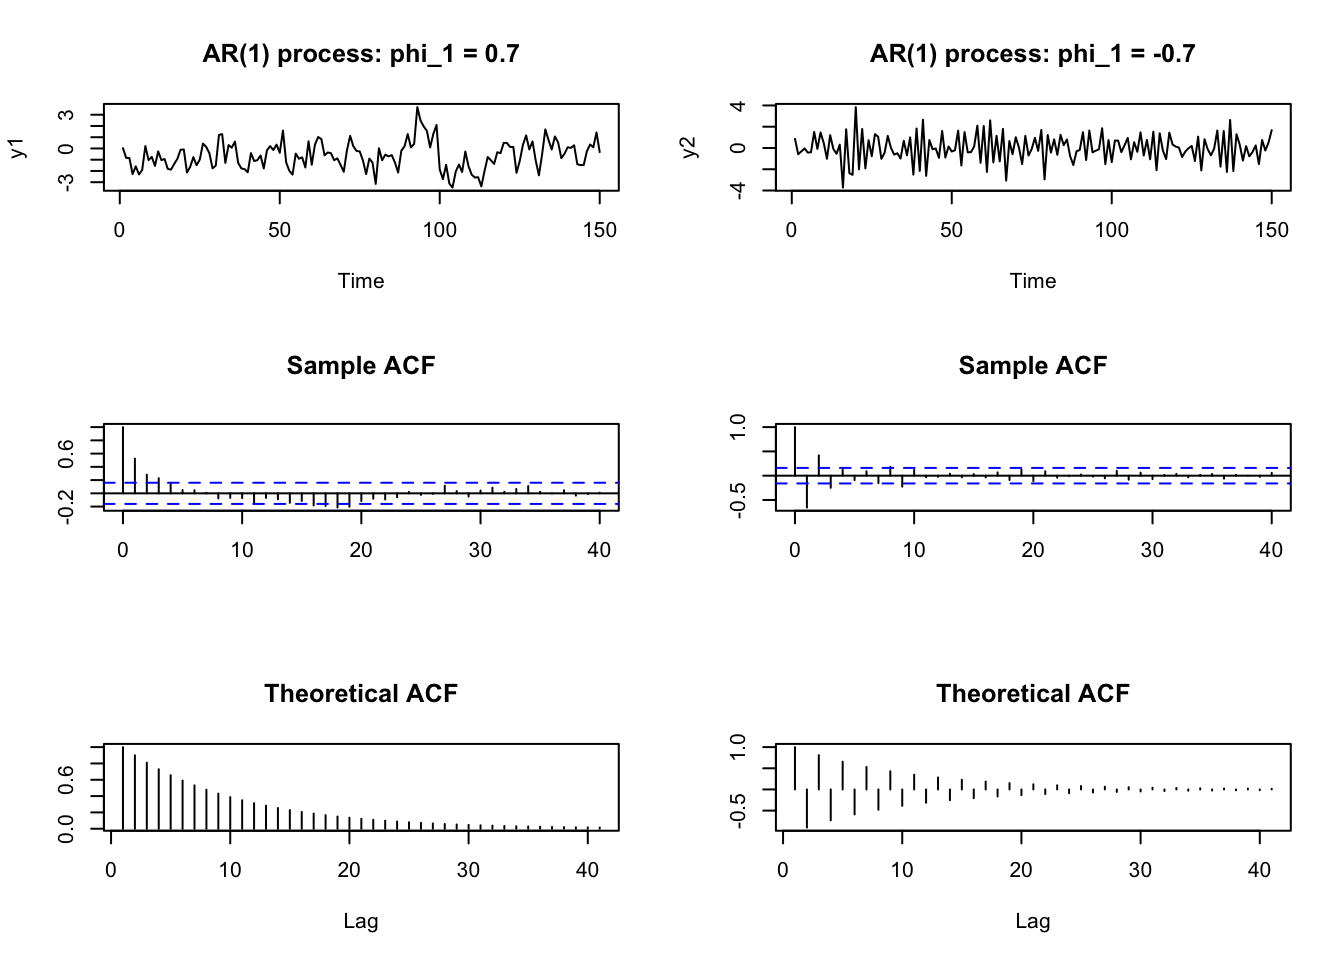 AR(1) process: phi_1 = 0.7
y1
3
0
-3
0 50 100 150
Time
AR(1) process: phi_1 = -0.7
y2
4
0
-4
0 50 100 150
Time
Sample ACF
0.6
-0.2
0 10 20 30 40
Sample ACF
1.0
-0.5
0 10 20 30 40
Theoretical ACF
0.6
0.0
0 10 20 30 40
Lag
Theoretical ACF
1.0
-0.5
0 10 20 30 40
Lag